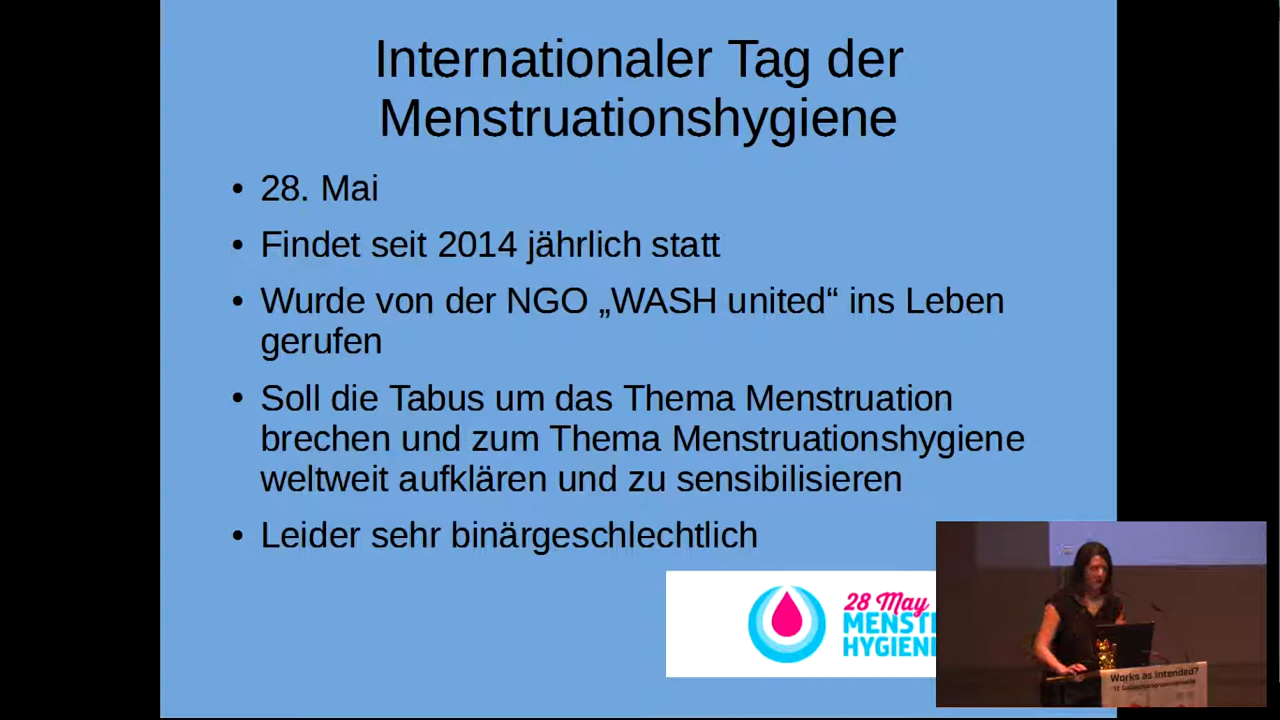 Internationaler Tag der
Menstruationshygiene
• 28. Mai
• Findet seit 2014 jährlich statt
• Wurde von der NGO „WASH united“ ins Leben
gerufen
• Soll die Tabus um das Thema Menstruation
brechen und zum Thema Menstruationshygiene
weltweit aufklären und zu sensibilisieren
• Leider sehr binärgeschlechtlich
28 May
MENST
HYGIEN
Works as intended?